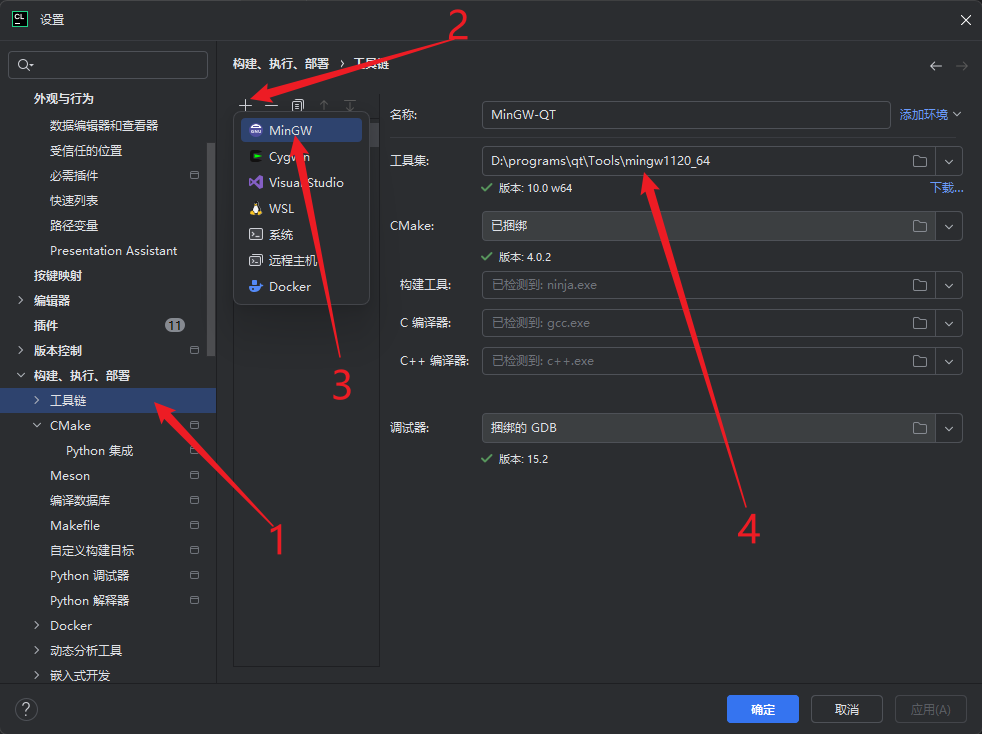 CL 设置
2
构建、执行、部署 › 工具链
外观与行为
数据编辑器和查看器
受信任的位置
必需插件
快速列表
路径变量
Presentation Assistant
按键映射
编辑器
插件 11
版本控制
构建、执行、部署
工具链
CMake
Python 集成
Meson
编译数据库
Makefile
自定义构建目标
Python 调试器
Python 解释器
Docker
动态分析工具
嵌入式开发
1
MinGW
Cygwin
Visual Studio
WSL
系统
远程主机
Docker
3
名称: MinGW-QT 添加环境
工具集: D:\programs\qt\Tools\mingw1120_64
版本: 10.0 w64 下载...
CMake: 已捆绑
版本: 4.0.2
构建工具: 已检测到: ninja.exe
C 编译器: 已检测到: gcc.exe
C++ 编译器: 已检测到: c++.exe
调试器: 捆绑的 GDB
版本: 15.2
4
? 确定 取消 应用(A)